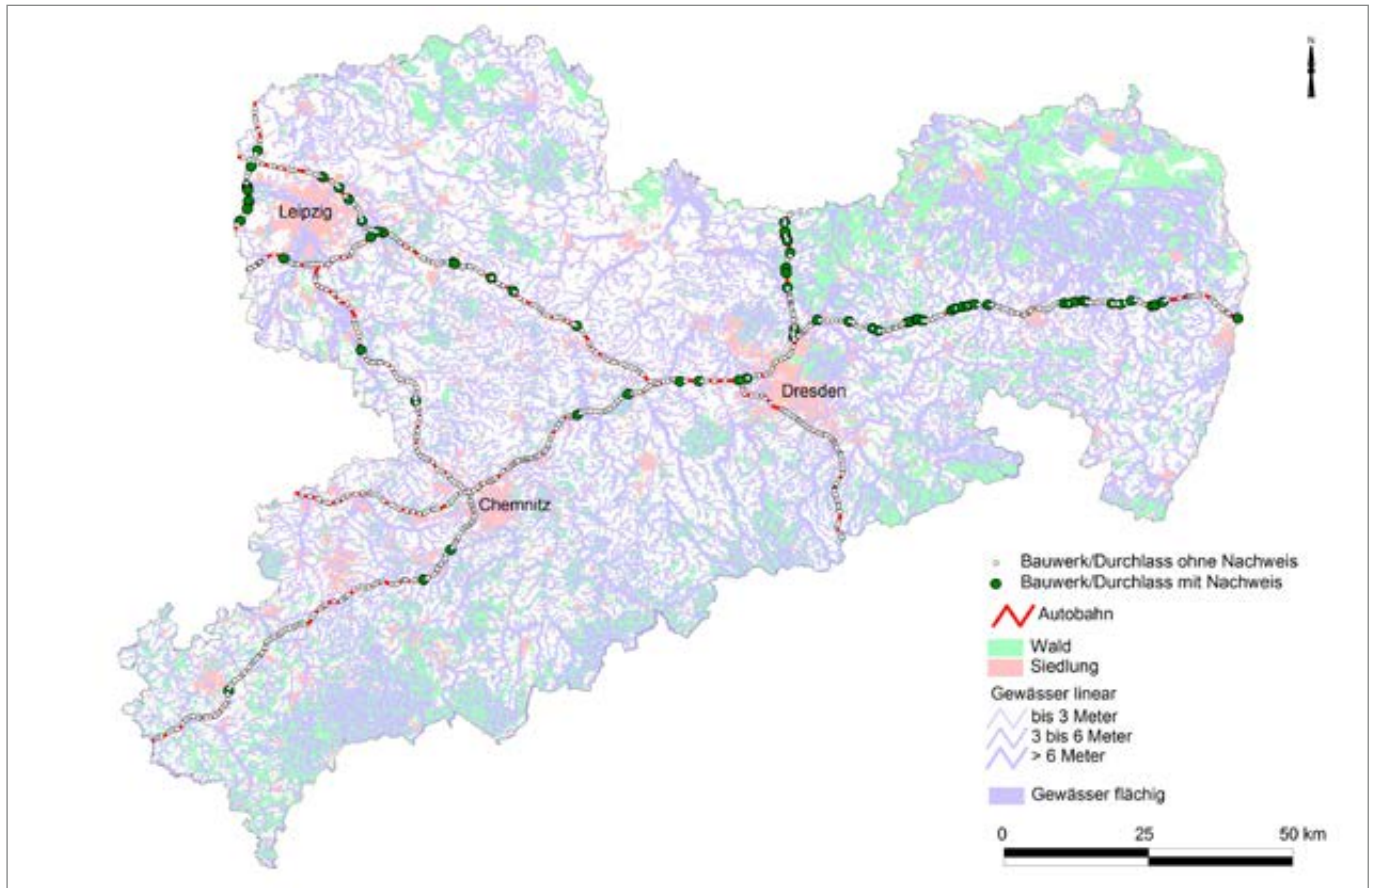 N
Leipzig
Dresden
Chemnitz
Bauwerk/Durchlass ohne Nachweis
Bauwerk/Durchlass mit Nachweis
Autobahn
Wald
Siedlung
Gewässer linear
bis 3 Meter
3 bis 6 Meter
> 6 Meter
Gewässer flächig
0 25 50 km